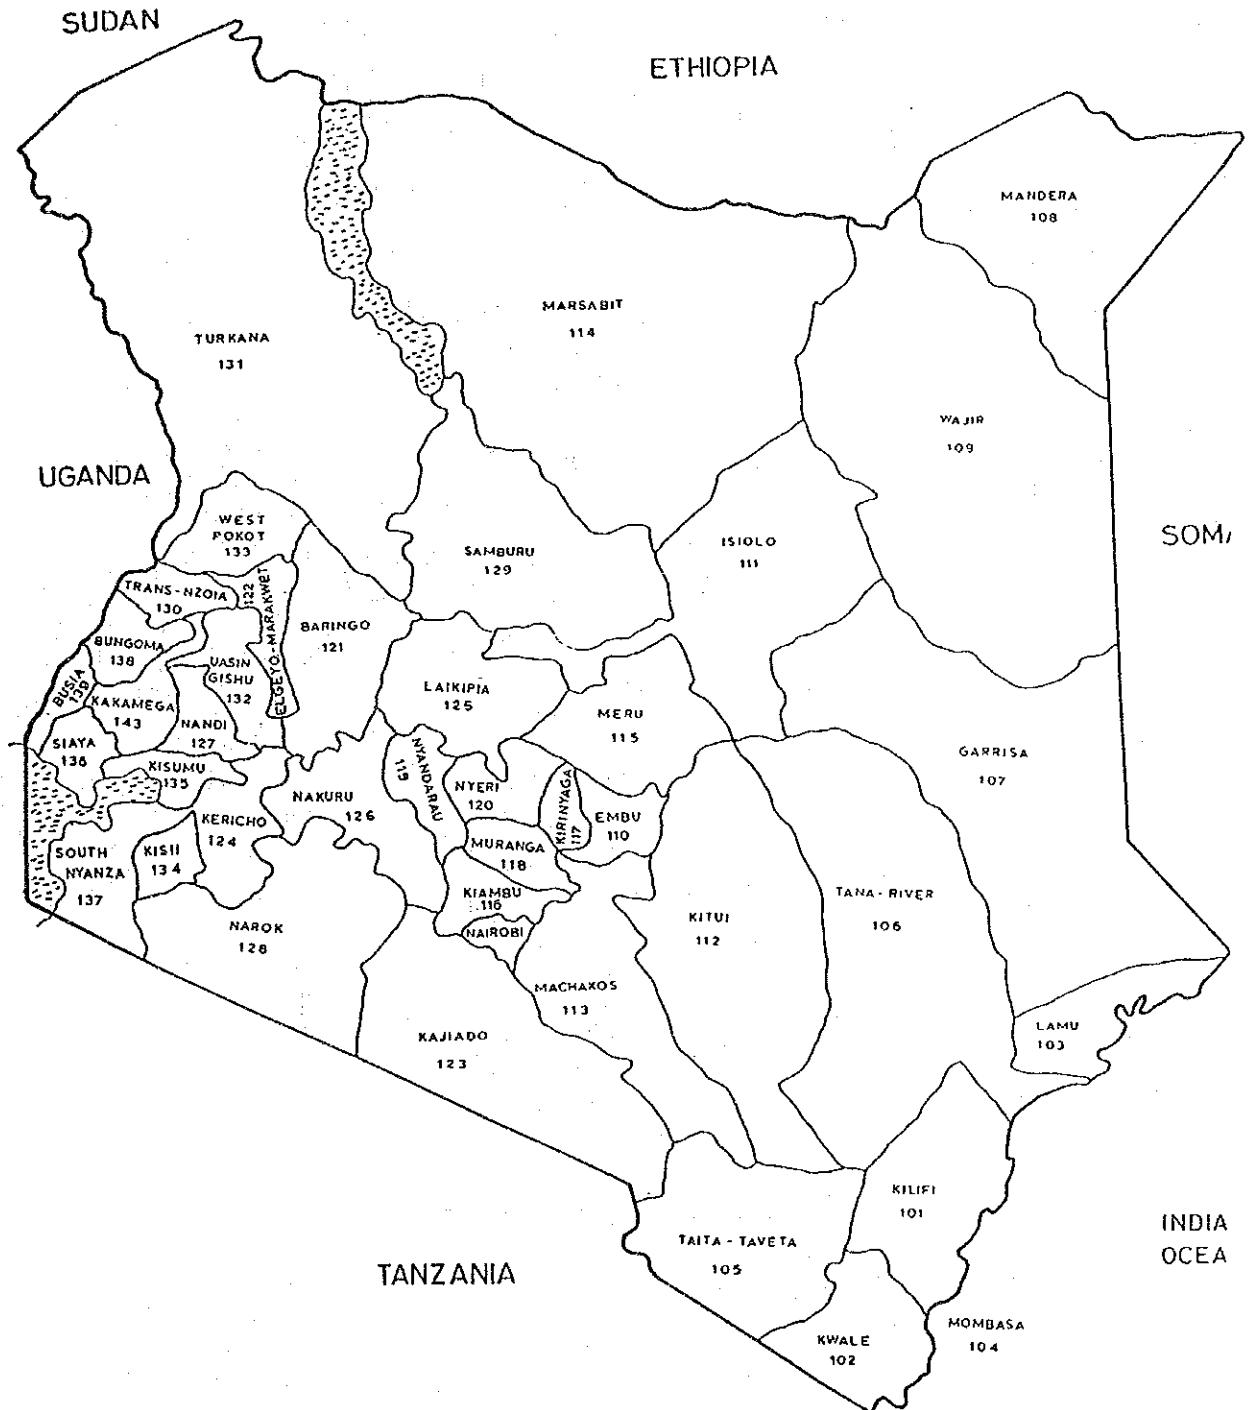 SUDAN
ETHIOPIA
MANDERA
108
MARSABIT
114
TURKANA
131
WAJIR
109
UGANDA
WEST
POKOT
133
SAMBURU
129
ISIOLO
111
SOMA
TRANS-NZOIA
130
122
ELGEYO-MARAKWET
BARINGO
121
BUNGOMA
138
UASIN
GISHU
132
BUSIA
139
KAKAMEGA
143
NANDI
127
LAIKIPIA
125
MERU
115
SIAYA
136
KISUMU
135
NYANDARAU
119
NYERI
120
KIRINYAGA
117
EMBU
110
GARRISA
107
NAKURU
126
KERICHO
124
MURANGA
118
SOUTH
NYANZA
137
KISII
134
KIAMBU
116
NAIROBI
NAROK
128
KITUI
112
TANA-RIVER
106
MACHAKOS
113
KAJIADO
123
LAMU
103
KILIFI
101
TAITA-TAVETA
105
INDIA
OCEA
TANZANIA
KWALE
102
MOMBASA
104